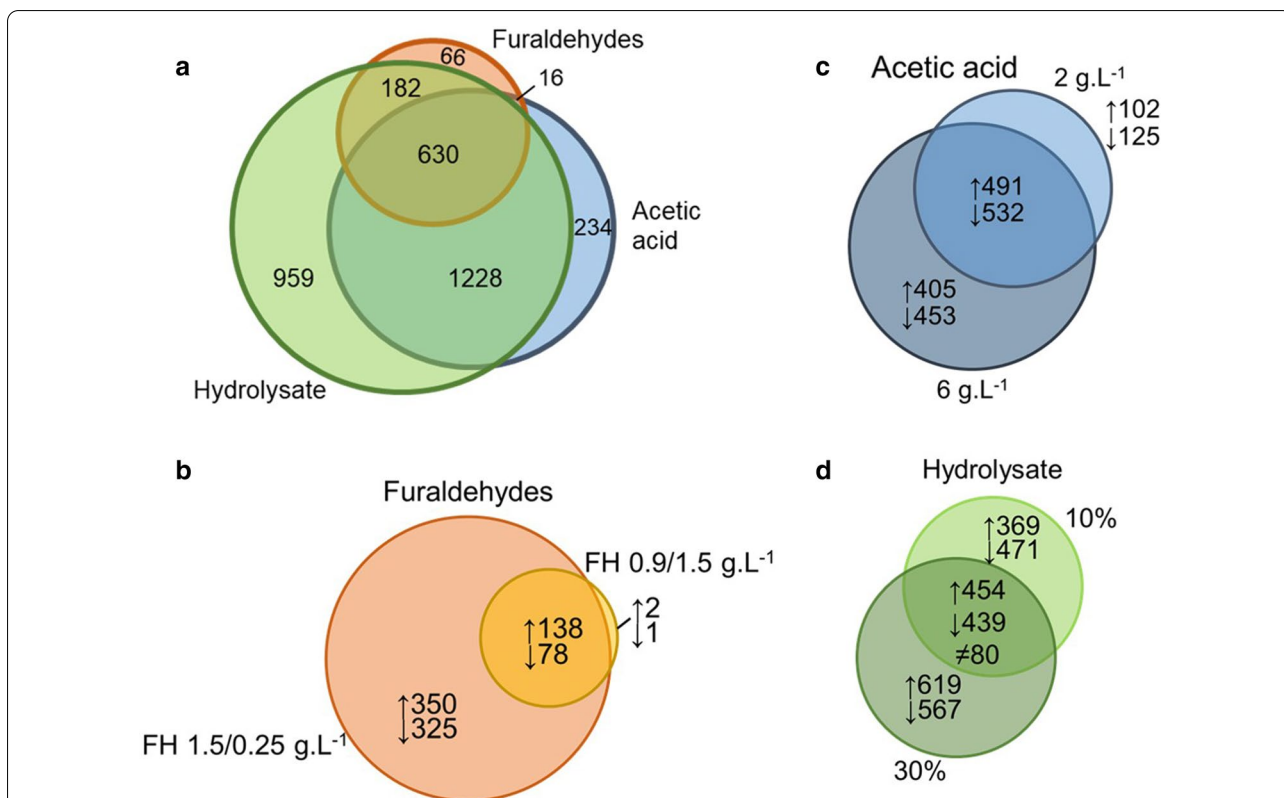 a
Furaldehydes
66
16
182
630
Acetic
acid
234
959
1228
Hydrolysate
c
Acetic acid
2 g.L⁻¹
↑102
↓125
↑491
↓532
↑405
↓453
6 g.L⁻¹
b
Furaldehydes
FH 0.9/1.5 g.L⁻¹
↑2
↓1
↑138
↓78
↑350
↓325
FH 1.5/0.25 g.L⁻¹
d
Hydrolysate
10%
↑369
↓471
↑454
↓439
≠80
↑619
↓567
30%